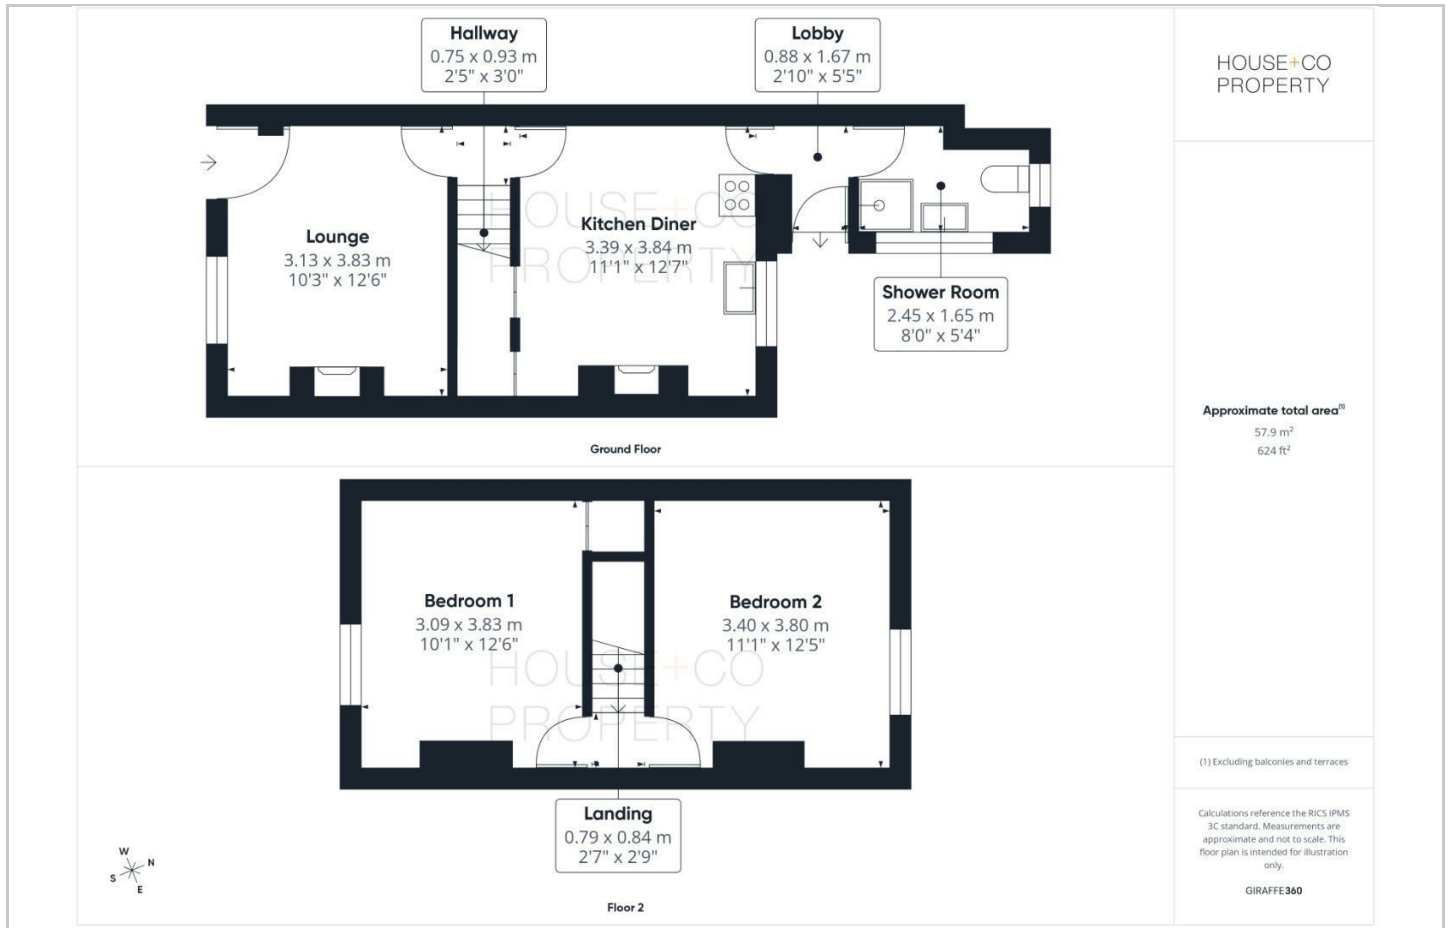 Hallway
0.75 x 0.93 m
2'5" x 3'0"
Lobby
0.88 x 1.67 m
2'10" x 5'5"
HOUSE+CO
PROPERTY
Lounge
3.13 x 3.83 m
10'3" x 12'6"
HOUSE+CO
PROPERTY
Kitchen Diner
3.39 x 3.84 m
11'1" x 12'7"
Shower Room
2.45 x 1.65 m
8'0" x 5'4"
Ground Floor
Approximate total area(1)
57.9 m²
624 ft²
Bedroom 1
3.09 x 3.83 m
10'1" x 12'6"
Bedroom 2
3.40 x 3.80 m
11'1" x 12'5"
HOUSE+CO
PROPERTY
Landing
0.79 x 0.84 m
2'7" x 2'9"
W
N
S
E
Floor 2
(1) Excluding balconies and terraces
Calculations reference the RICS IPMS
3C standard. Measurements are
approximate and not to scale. This
floor plan is intended for illustration
only.
GIRAFFE360